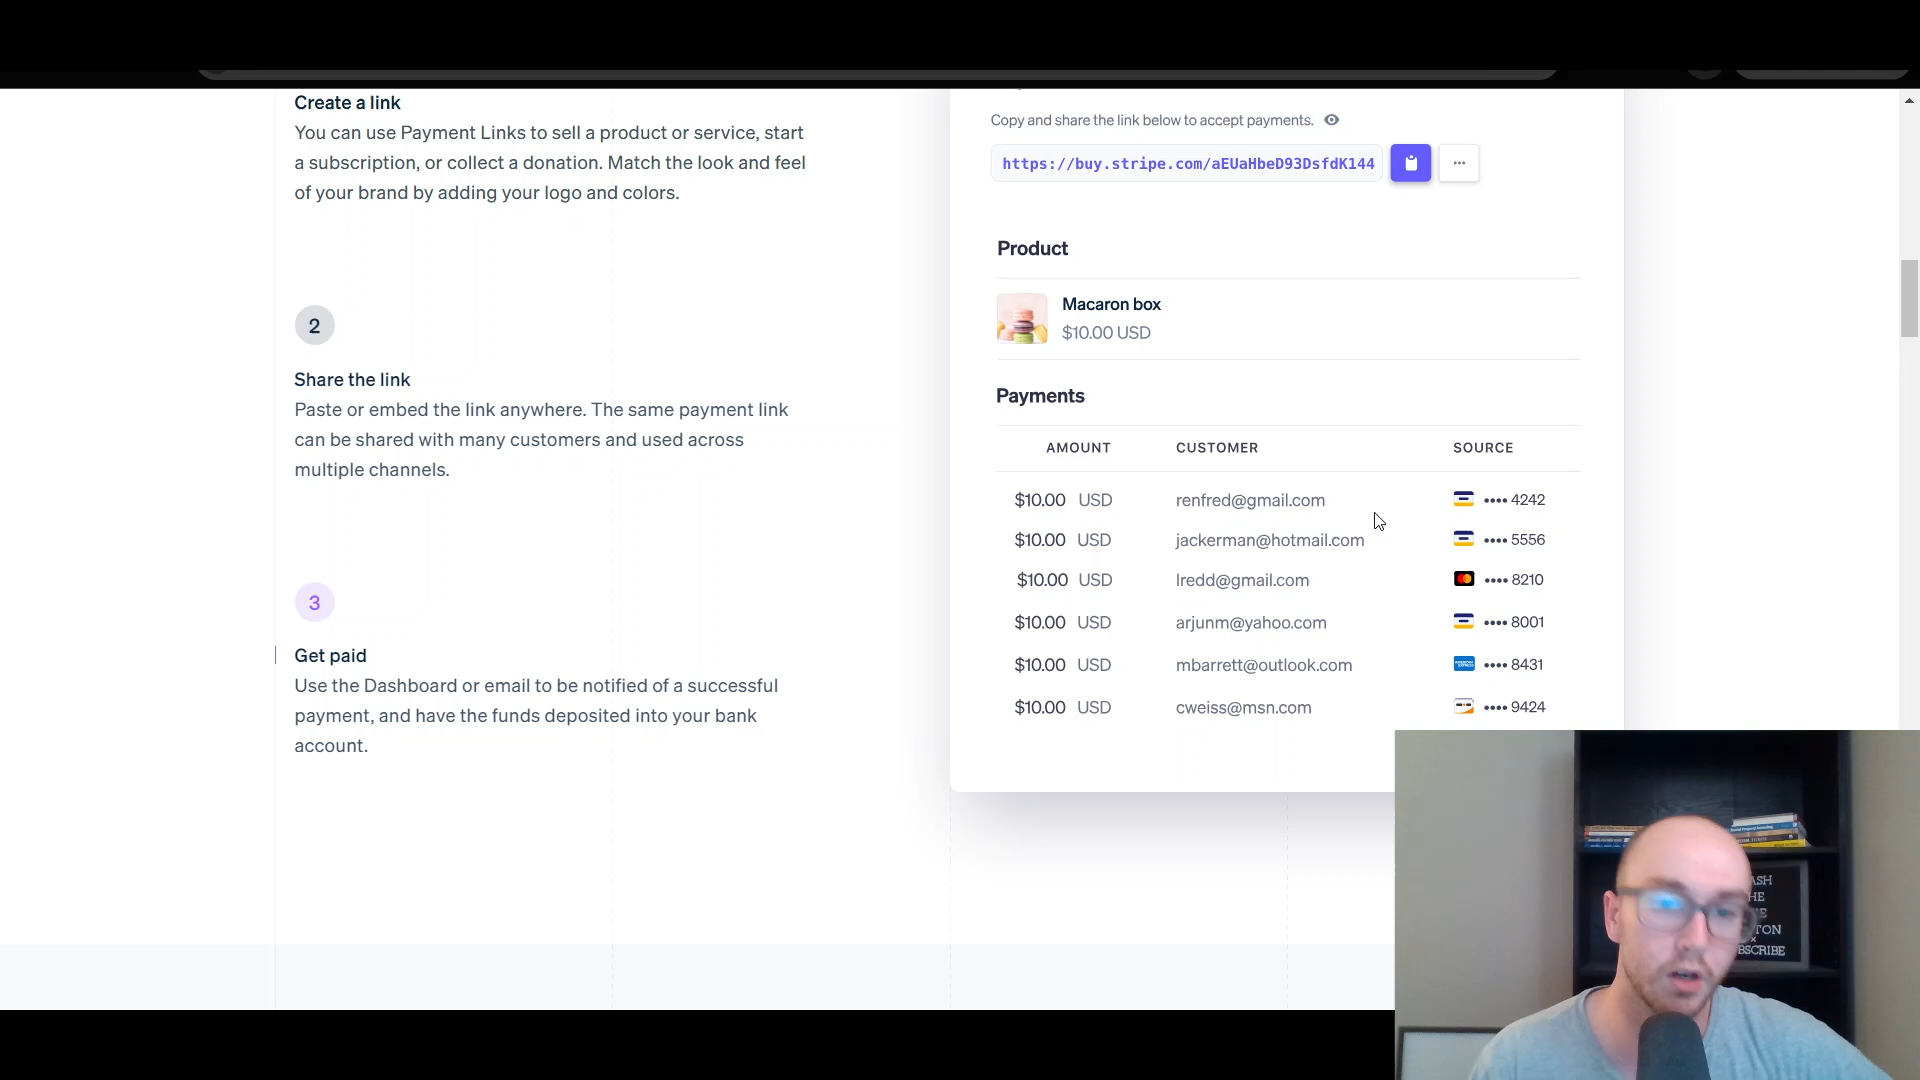 Create a link
You can use Payment Links to sell a product or service, start
a subscription, or collect a donation. Match the look and feel
of your brand by adding your logo and colors.
2
Share the link
Paste or embed the link anywhere. The same payment link
can be shared with many customers and used across
multiple channels.
3
Get paid
Use the Dashboard or email to be notified of a successful
payment, and have the funds deposited into your bank
account.
Copy and share the link below to accept payments.
https://buy.stripe.com/aEUaHbeD93DsfdK144
Product
Macaron box
$10.00 USD
Payments
AMOUNT CUSTOMER SOURCE
$10.00 USD renfred@gmail.com •••• 4242
$10.00 USD jackerman@hotmail.com •••• 5556
$10.00 USD lredd@gmail.com •••• 8210
$10.00 USD arjunm@yahoo.com •••• 8001
$10.00 USD mbarrett@outlook.com •••• 8431
$10.00 USD cweiss@msn.com •••• 9424